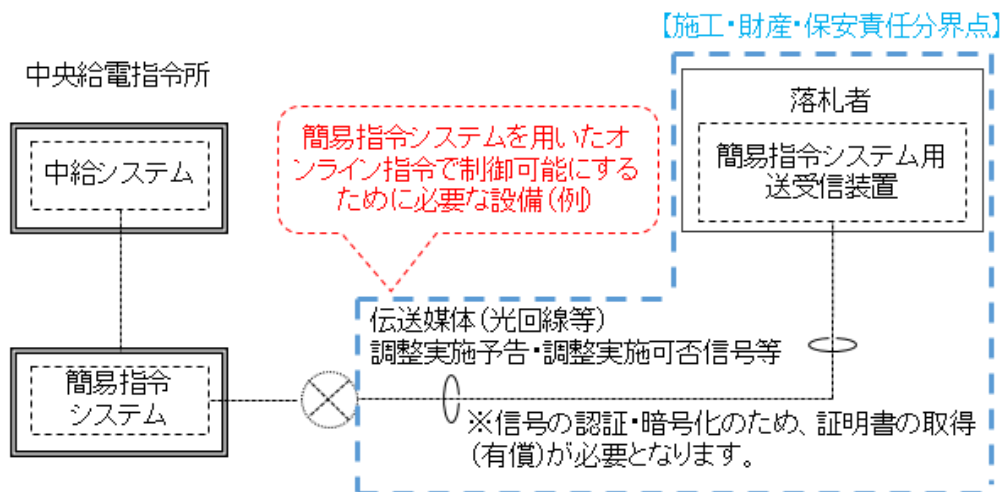 【施工・財産・保安責任分界点】
中央給電指令所
落札者
簡易指令システムを用いたオ
ンライン指令で制御可能にする
ために必要な設備(例)
簡易指令システム用
送受信装置
中給システム
伝送媒体(光回線等)
調整実施予告・調整実施可否信号等
簡易指令
システム
※信号の認証・暗号化のため、証明書の取得
(有償)が必要となります。